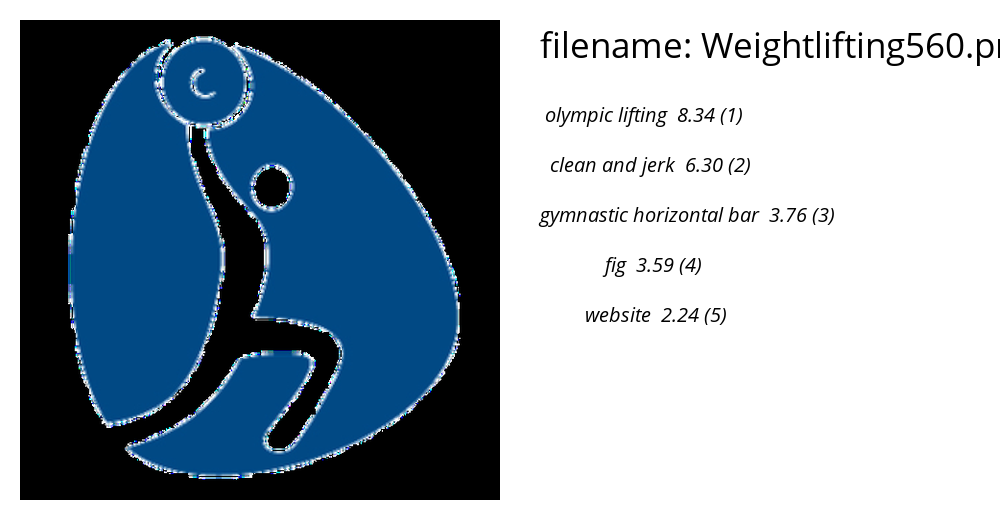 filename: Weightlifting560.pr
olympic lifting 8.34 (1)
clean and jerk 6.30 (2)
gymnastic horizontal bar 3.76 (3)
fig 3.59 (4)
website 2.24 (5)